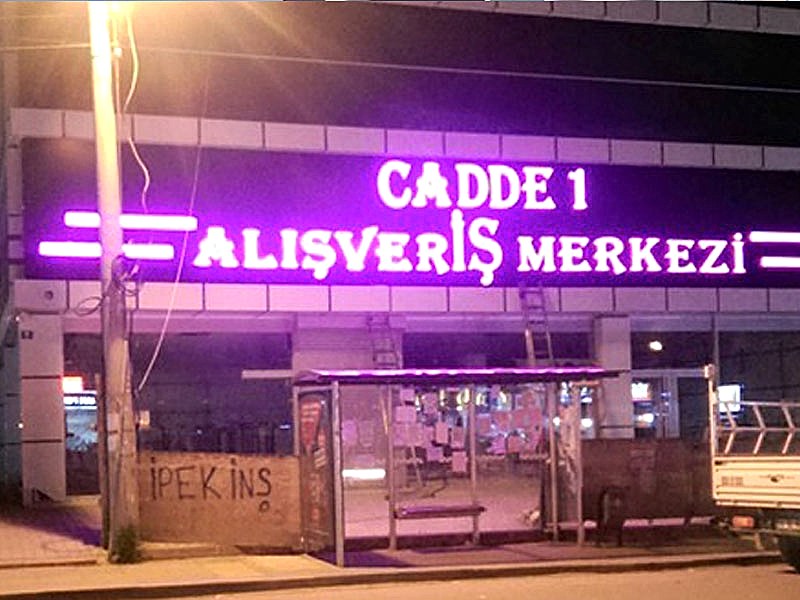 CADDE 1
ALIŞVERİŞ MERKEZİ
İPEK İNŞ